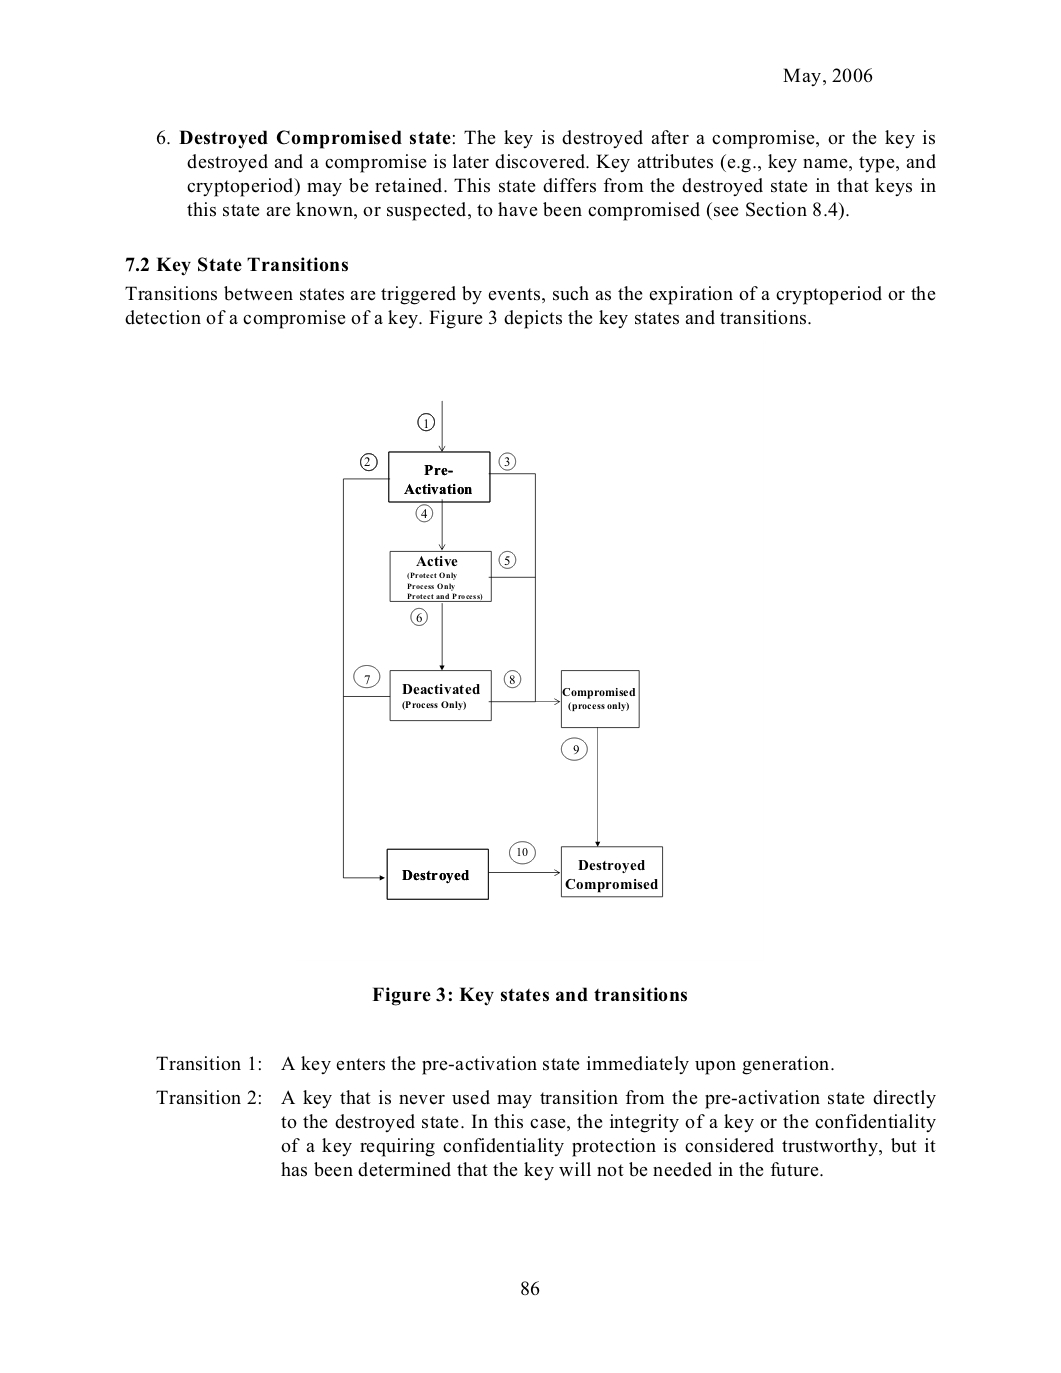 May, 2006
6. Destroyed Compromised state: The key is destroyed after a compromise, or the key is
destroyed and a compromise is later discovered. Key attributes (e.g., key name, type, and
cryptoperiod) may be retained. This state differs from the destroyed state in that keys in
this state are known, or suspected, to have been compromised (see Section 8.4).
7.2 Key State Transitions
Transitions between states are triggered by events, such as the expiration of a cryptoperiod or the
detection of a compromise of a key. Figure 3 depicts the key states and transitions.
1
2
3
Pre-
Activation
4
Active
(Protect Only
Process Only
Protect and Process)
5
6
7
8
Deactivated
(Process Only)
Compromised
(process only)
9
10
Destroyed
Destroyed
Compromised
Figure 3: Key states and transitions
Transition 1: A key enters the pre-activation state immediately upon generation.
Transition 2: A key that is never used may transition from the pre-activation state directly
to the destroyed state. In this case, the integrity of a key or the confidentiality
of a key requiring confidentiality protection is considered trustworthy, but it
has been determined that the key will not be needed in the future.
86